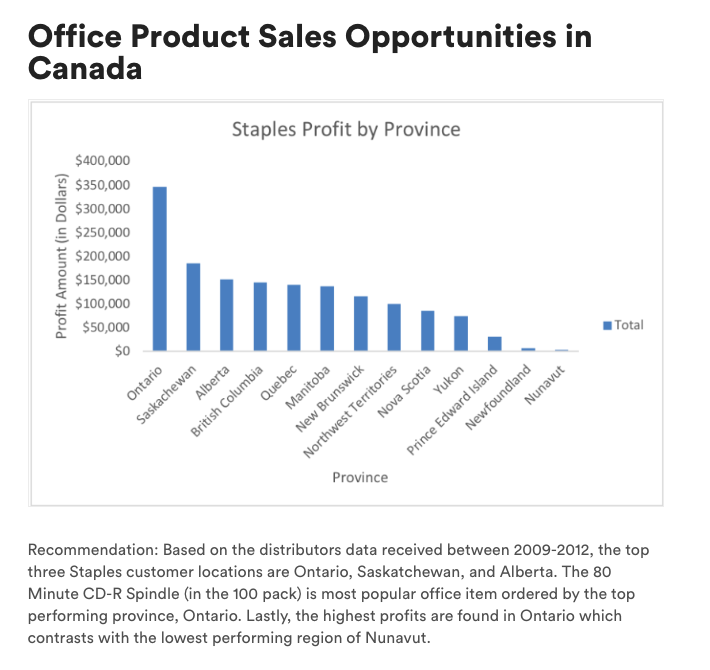 Office Product Sales Opportunities in
Canada
Staples Profit by Province
Profit Amount (in Dollars)
$400,000
$350,000
$300,000
$250,000
$200,000
$150,000
$100,000
$50,000
$0
Total
Ontario
Saskachewan
Alberta
British Columbia
Quebec
Manitoba
New Brunswick
Northwest Territories
Nova Scotia
Yukon
Prince Edward Island
Newfoundland
Nunavut
Province
Recommendation: Based on the distributors data received between 2009-2012, the top
three Staples customer locations are Ontario, Saskatchewan, and Alberta. The 80
Minute CD-R Spindle (in the 100 pack) is most popular office item ordered by the top
performing province, Ontario. Lastly, the highest profits are found in Ontario which
contrasts with the lowest performing region of Nunavut.